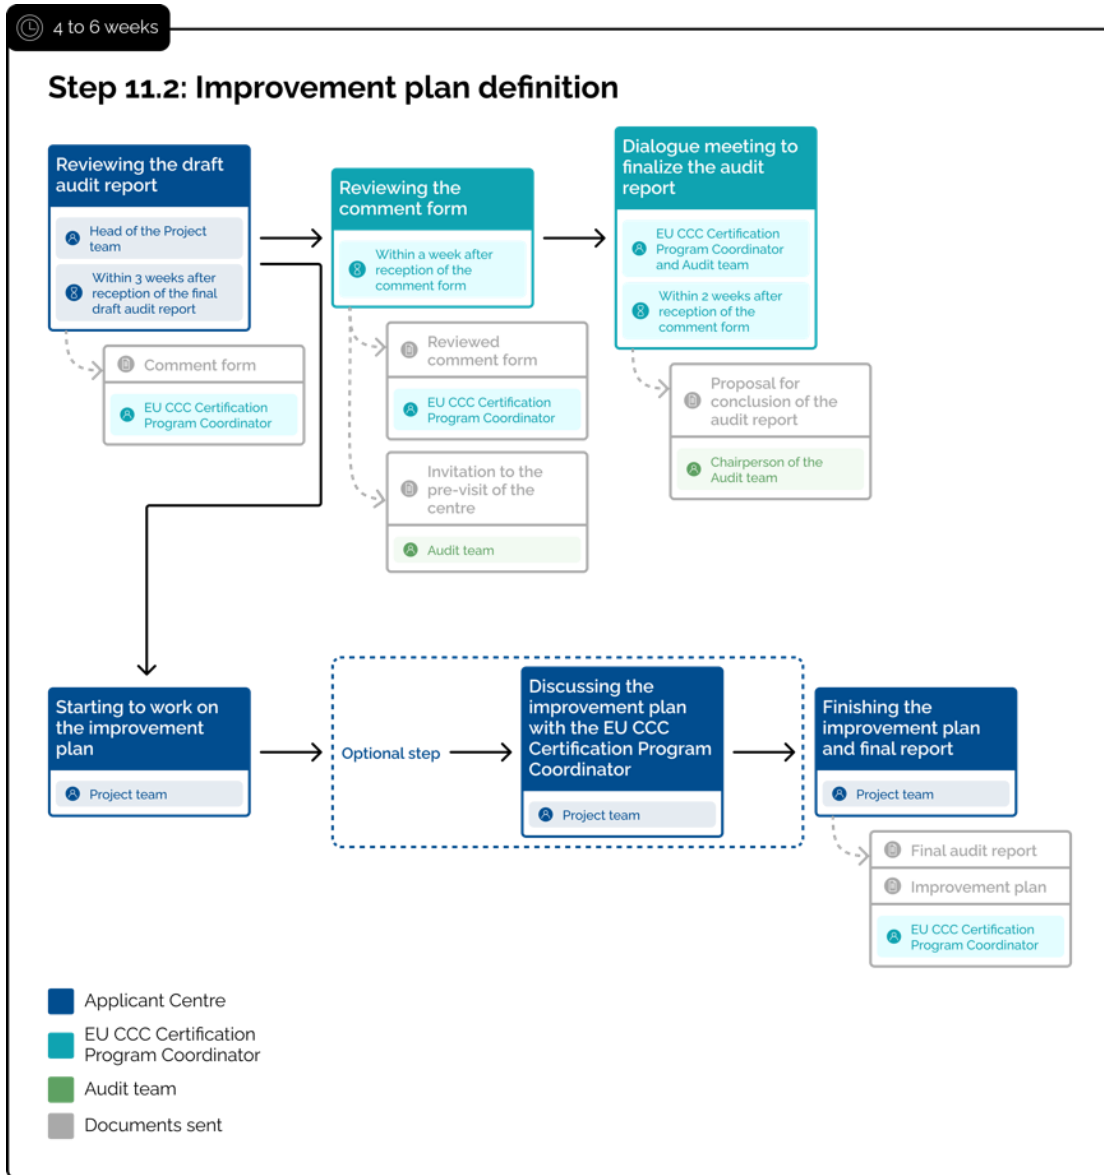 4 to 6 weeks
Step 11.2: Improvement plan definition
Reviewing the draft
audit report
Head of the Project
team
Within 3 weeks after
reception of the final
draft audit report
Comment form
EU CCC Certification
Program Coordinator
Reviewing the
comment form
Within a week after
reception of the
comment form
Reviewed
comment form
EU CCC Certification
Program Coordinator
Invitation to the
pre-visit of the
centre
Audit team
Dialogue meeting to
finalize the audit
report
EU CCC Certification
Program Coordinator
and Audit team
Within 2 weeks after
reception of the
comment form
Proposal for
conclusion of the
audit report
Chairperson of the
Audit team
Starting to work on
the improvement
plan
Project team
Optional step
Discussing the
improvement plan
with the EU CCC
Certification Program
Coordinator
Project team
Finishing the
improvement plan
and final report
Project team
Final audit report
Improvement plan
EU CCC Certification
Program Coordinator
Applicant Centre
EU CCC Certification
Program Coordinator
Audit team
Documents sent